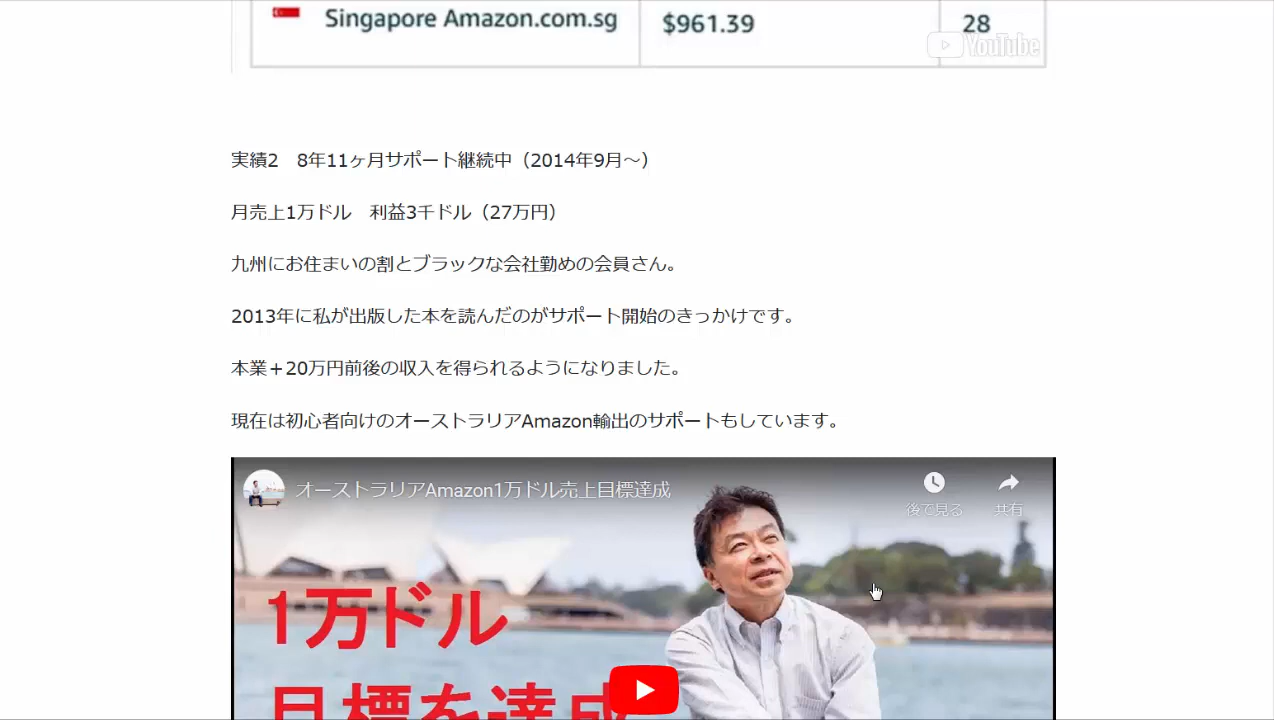 Singapore Amazon.com.sg $961.39 28
YouTube
実績2　8年11ヶ月サポート継続中（2014年9月～）
月売上1万ドル　利益3千ドル（27万円）
九州にお住まいの割とブラックな会社勤めの会員さん。
2013年に私が出版した本を読んだのがサポート開始のきっかけです。
本業＋20万円前後の収入を得られるようになりました。
現在は初心者向けのオーストラリアAmazon輸出のサポートもしています。
オーストラリアAmazon1万ドル売上目標達成
後で見る 共有
1万ドル
目標を達成